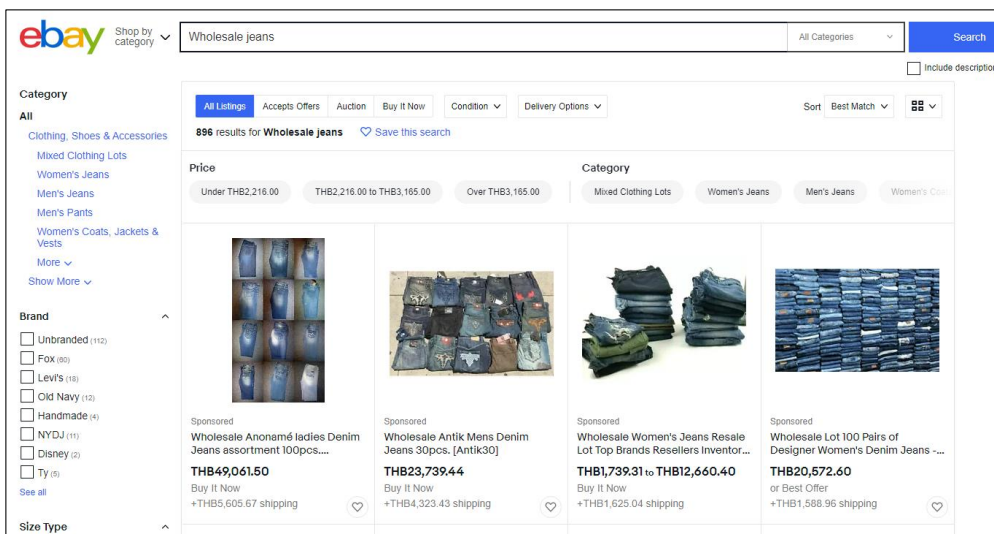 ebay
Shop by
category
Wholesale jeans
All Categories
Search
Include description
Category
All
Clothing, Shoes & Accessories
Mixed Clothing Lots
Women's Jeans
Men's Jeans
Men's Pants
Women's Coats, Jackets &
Vests
More
Show More
Brand
Unbranded (112)
Fox (60)
Levi's (18)
Old Navy (12)
Handmade (4)
NYDJ (11)
Disney (2)
Ty (5)
See all
Size Type
All Listings
Accepts Offers
Auction
Buy It Now
Condition
Delivery Options
Sort
Best Match
896 results for Wholesale jeans
Save this search
Price
Under THB2,216.00
THB2,216.00 to THB3,165.00
Over THB3,165.00
Category
Mixed Clothing Lots
Women's Jeans
Men's Jeans
Women's
Sponsored
Wholesale Anonamé ladies Denim
Jeans assortment 100pcs....
THB49,061.50
Buy It Now
+THB5,605.67 shipping
Sponsored
Wholesale Antik Mens Denim
Jeans 30pcs. [Antik30]
THB23,739.44
Buy It Now
+THB4,323.43 shipping
Sponsored
Wholesale Women's Jeans Resale
Lot Top Brands Resellers Inventor...
THB1,739.31 to THB12,660.40
Buy It Now
+THB1,625.04 shipping
Sponsored
Wholesale Lot 100 Pairs of
Designer Women's Denim Jeans -...
THB20,572.60
or Best Offer
+THB1,588.96 shipping